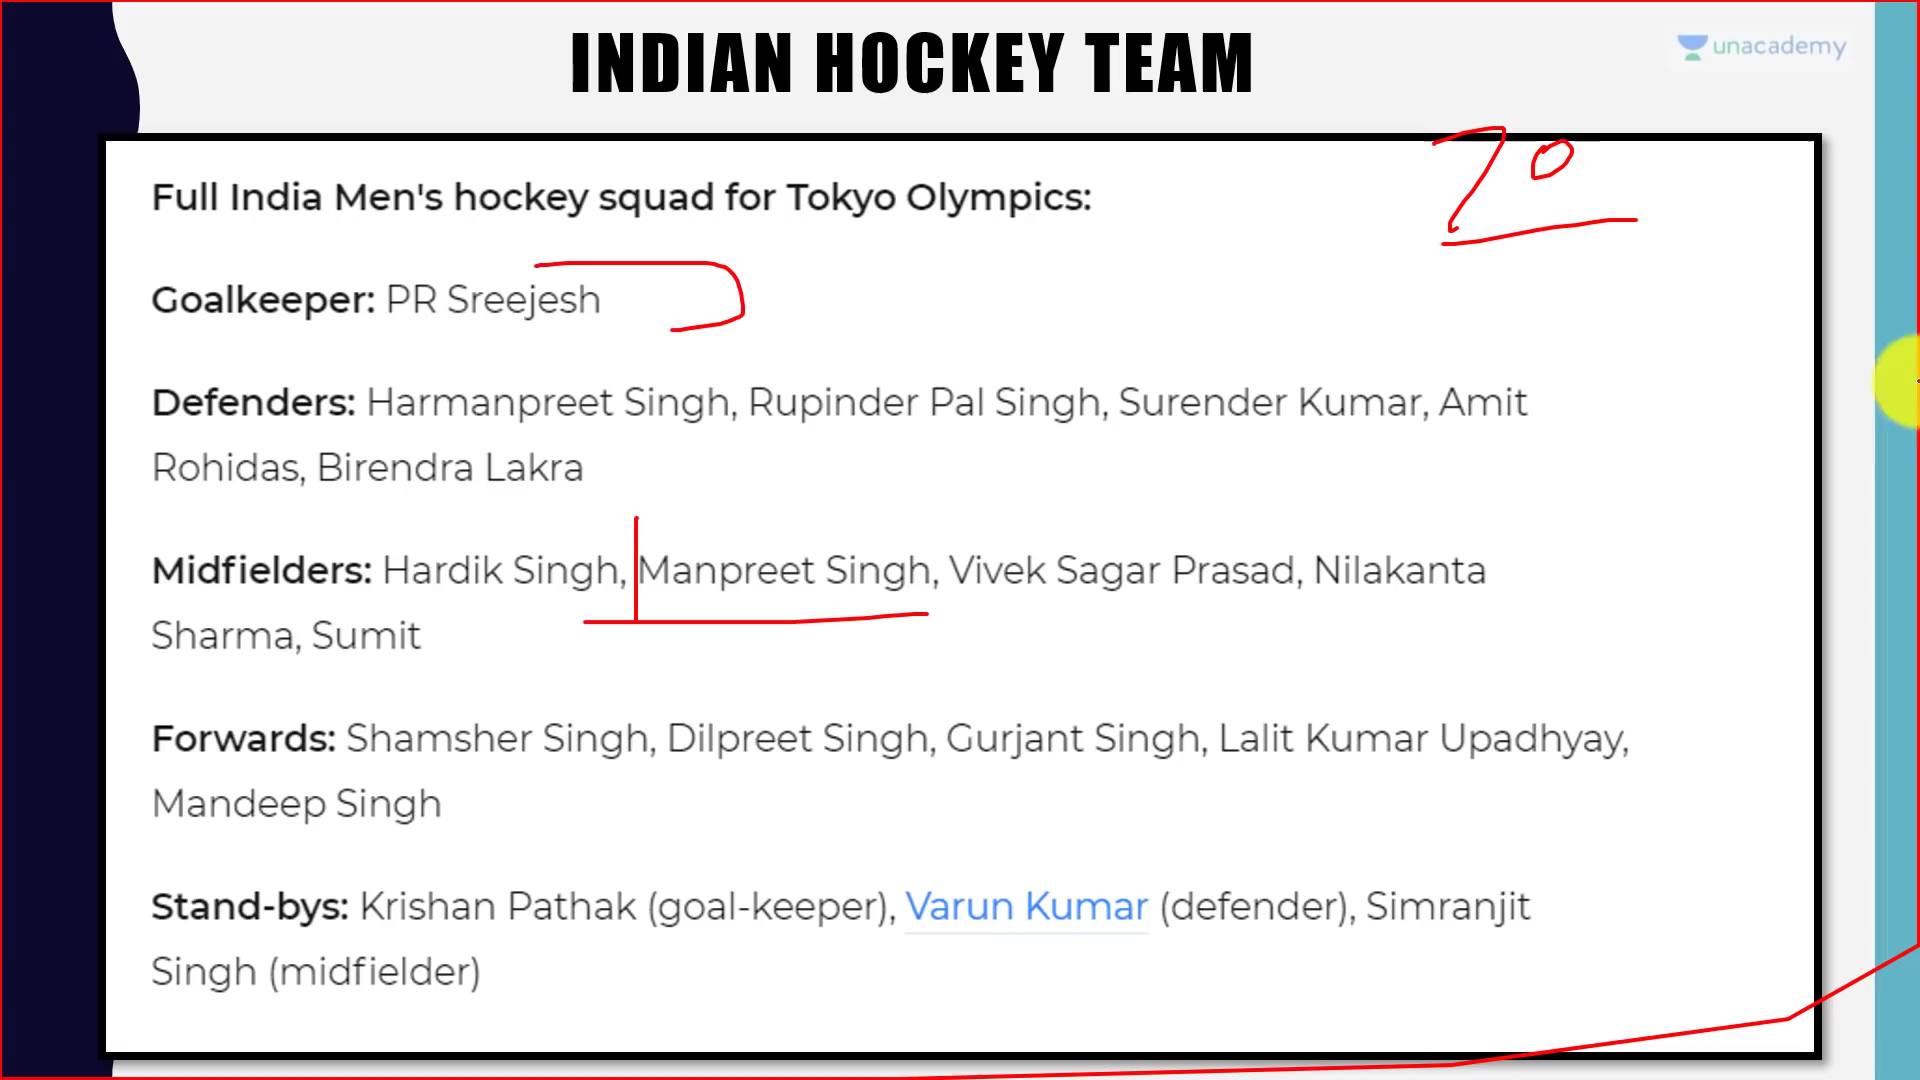 INDIAN HOCKEY TEAM
unacademy
20
Full India Men's hockey squad for Tokyo Olympics:
Goalkeeper: PR Sreejesh
Defenders: Harmanpreet Singh, Rupinder Pal Singh, Surender Kumar, Amit
Rohidas, Birendra Lakra
Midfielders: Hardik Singh, Manpreet Singh, Vivek Sagar Prasad, Nilakanta
Sharma, Sumit
Forwards: Shamsher Singh, Dilpreet Singh, Gurjant Singh, Lalit Kumar Upadhyay,
Mandeep Singh
Stand-bys: Krishan Pathak (goal-keeper), Varun Kumar (defender), Simranjit
Singh (midfielder)